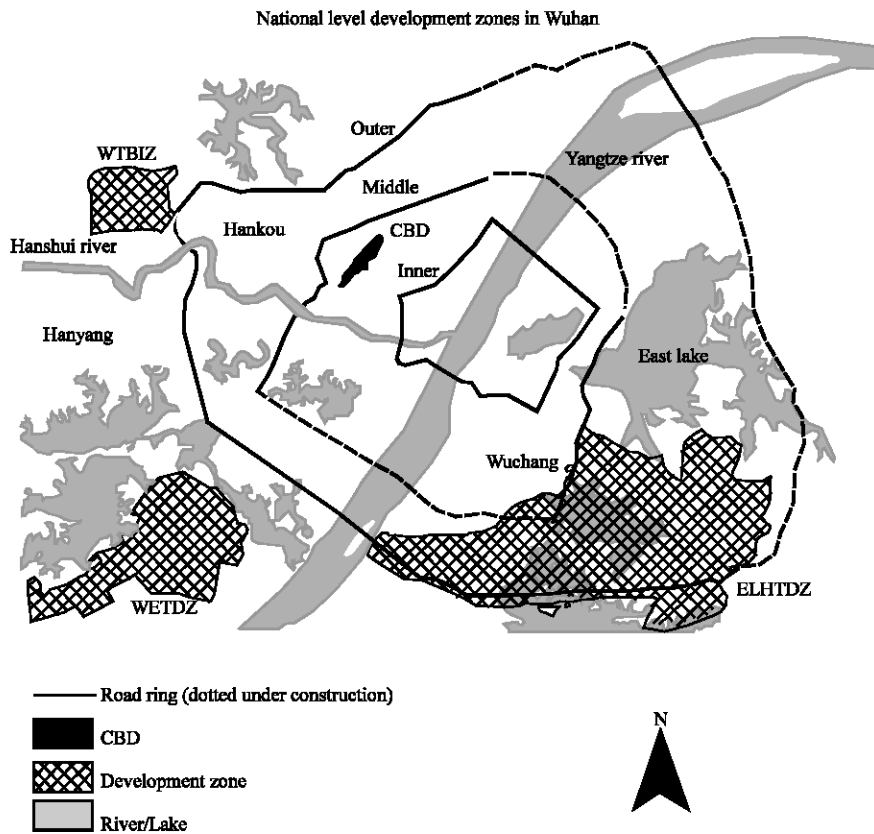 National level development zones in Wuhan
Outer
WTBIZ
Yangtze river
Middle
Hankou
CBD
Hanshui river
Inner
Hanyang
East lake
Wuchang
ELHTDZ
WETDZ
Road ring (dotted under construction)
N
CBD
Development zone
River/Lake